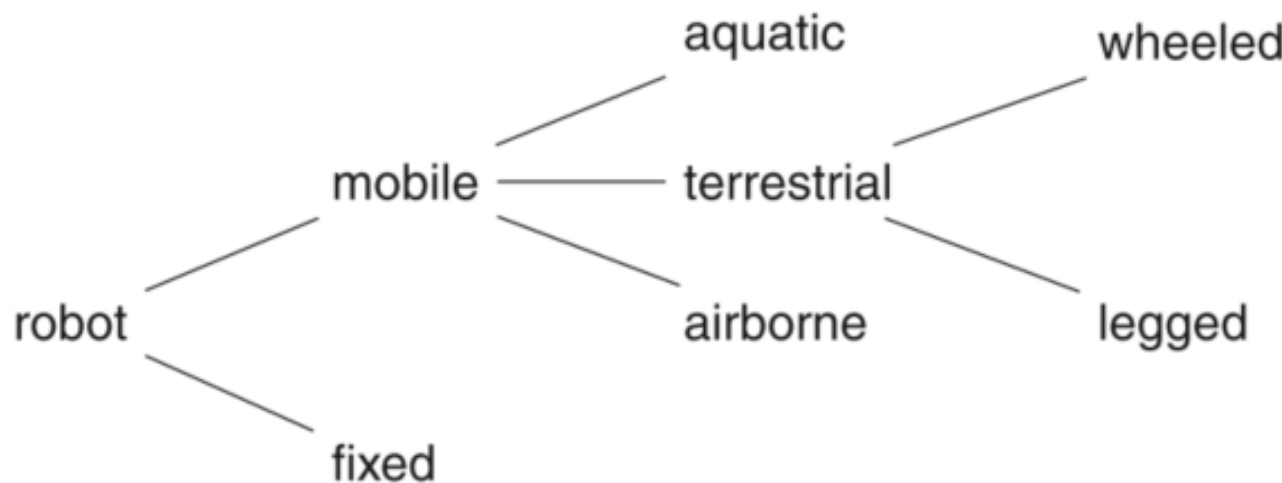 aquatic
wheeled
mobile
terrestrial
robot
airborne
legged
fixed